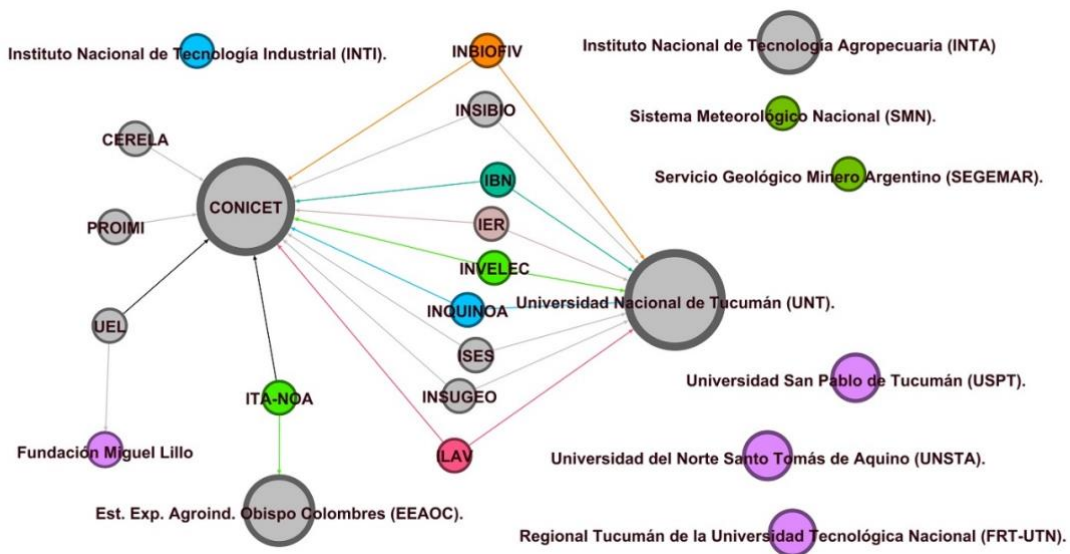 INBIOFIV
Instituto Nacional de Tecnología Industrial (INTI).
Instituto Nacional de Tecnología Agropecuaria (INTA)
INSIBIO
Sistema Meteorológico Nacional (SMN).
CERELA
IBN
Servicio Geológico Minero Argentino (SEGEMAR).
CONICET
PROIMI
IER
INVELEC
INQUINOA
Universidad Nacional de Tucumán (UNT).
UEL
ISES
Universidad San Pablo de Tucumán (USPT).
INSUGEO
ITA-NOA
Fundación Miguel Lillo
ILAV
Universidad del Norte Santo Tomás de Aquino (UNSTA).
Est. Exp. Agroind. Obispo Colombres (EEAOC).
Regional Tucumán de la Universidad Tecnológica Nacional (FRT-UTN).